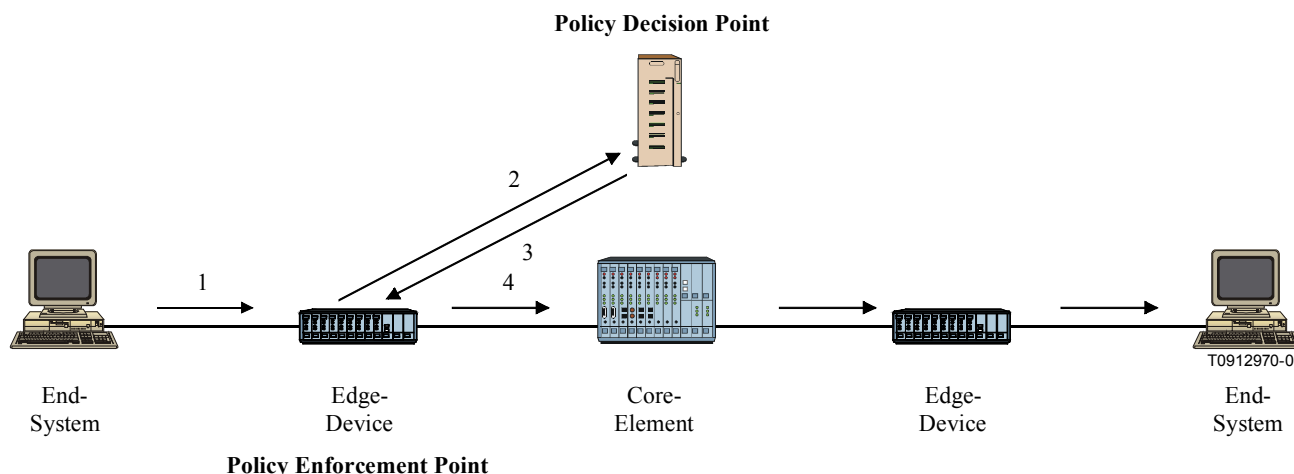 Policy Decision Point
2
3
1
4
T0912970-0
End-
System
Edge-
Device
Core-
Element
Edge-
Device
End-
System
Policy Enforcement Point